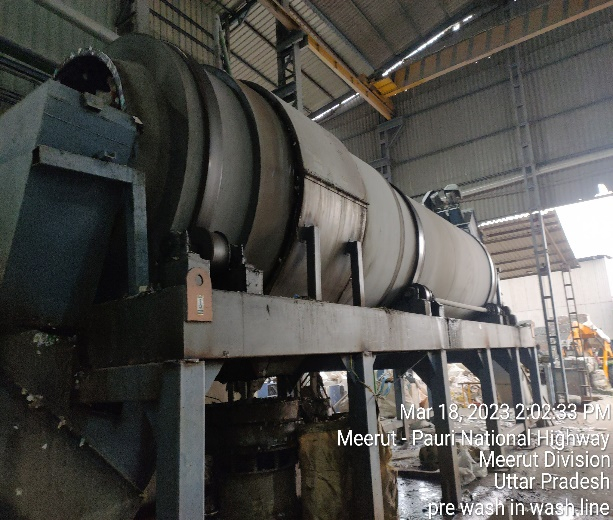 Mar 18, 2023 2:02:33 PM
Meerut - Pauri National Highway
Meerut Division
Uttar Pradesh
pre wash in wash.line